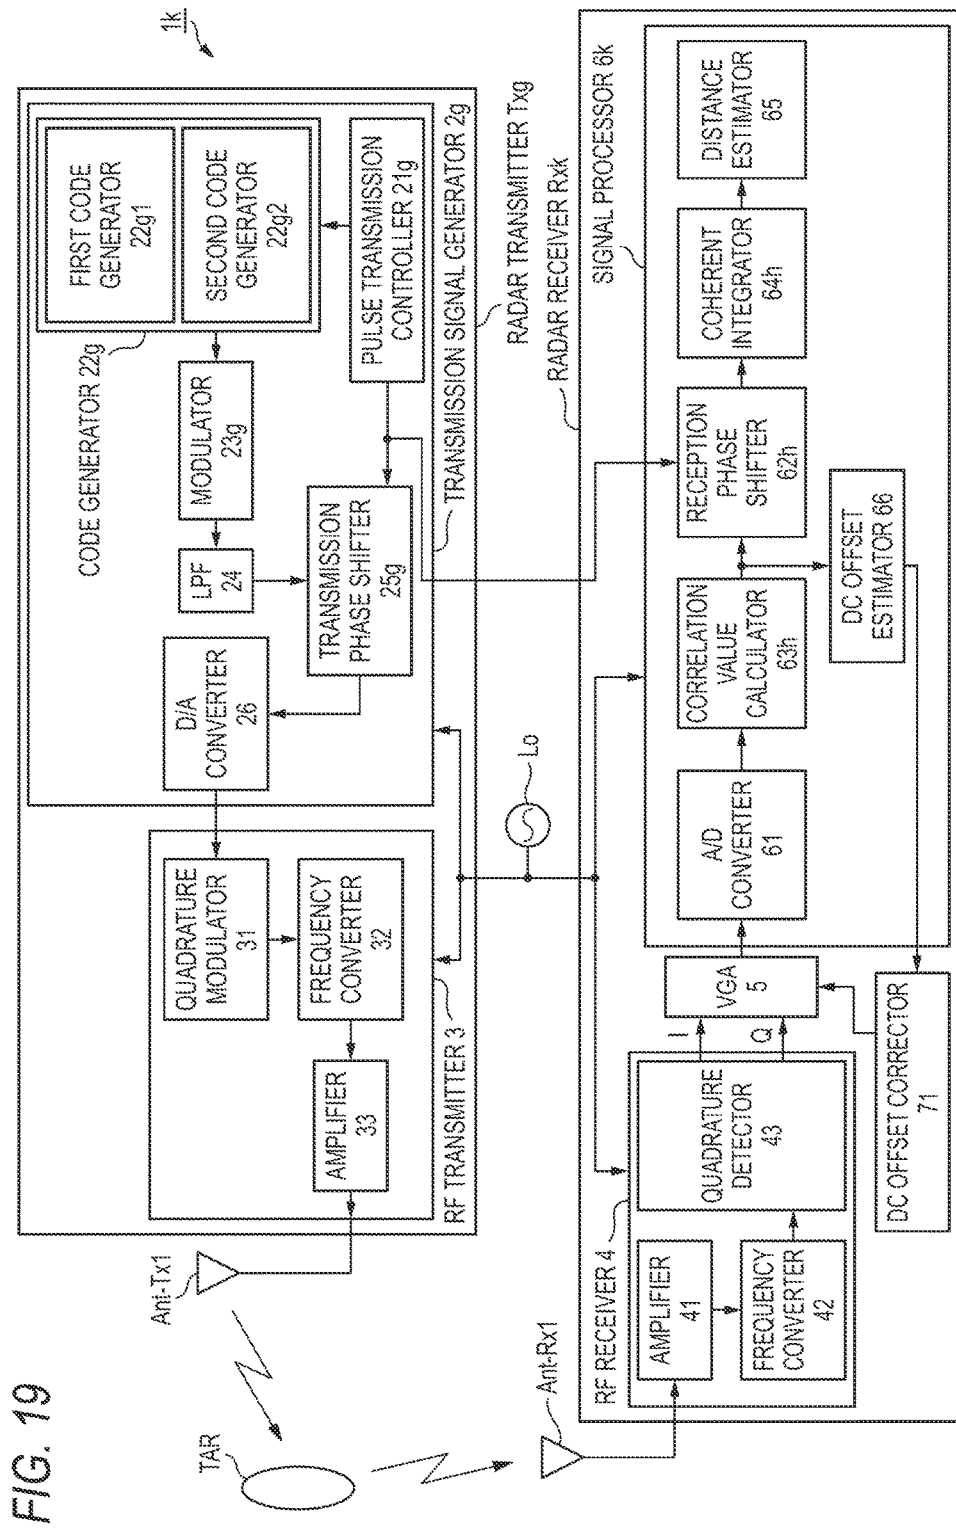 FIG. 19
1k
TAR
Ant-Tx1
Ant-Rx1
RADAR TRANSMITTER Txg
TRANSMISSION SIGNAL GENERATOR 2g
CODE GENERATOR 22g
FIRST CODE
GENERATOR
22g1
SECOND CODE
GENERATOR
22g2
PULSE TRANSMISSION
CONTROLLER 21g
MODULATOR
23g
LPF
24
TRANSMISSION
PHASE SHIFTER
25g
D/A
CONVERTER
26
RF TRANSMITTER 3
QUADRATURE
MODULATOR
31
FREQUENCY
CONVERTER
32
AMPLIFIER
33
Lo
RADAR RECEIVER Rxk
RF RECEIVER 4
AMPLIFIER
41
FREQUENCY
CONVERTER
42
QUADRATURE
DETECTOR
43
I
Q
VGA
5
DC OFFSET CORRECTOR
71
SIGNAL PROCESSOR 6k
A/D
CONVERTER
61
CORRELATION
VALUE
CALCULATOR
63h
RECEPTION
PHASE
SHIFTER
62h
COHERENT
INTEGRATOR
64h
DISTANCE
ESTIMATOR
65
DC OFFSET
ESTIMATOR 66